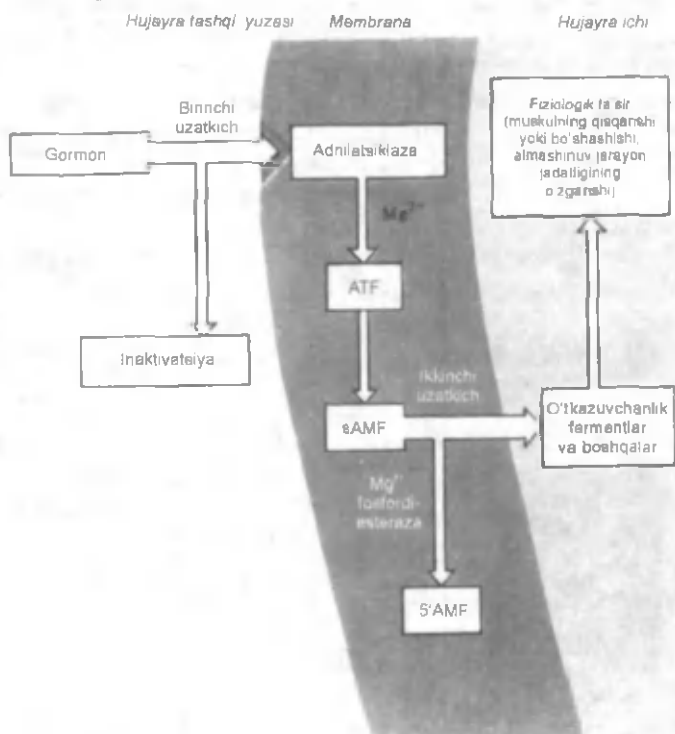 Hujayra tashqi yuzasi
Membrana
Hujayra ichi
Birinchi
uzatkich
Gormon
Adnilatsiklaza
Fiziologik ta'sir
(muskulning qisqarishi
yoki bo'shashishi,
almashinuv jarayon
jadalligining
o'zgarishi)
Mg²⁺
ATF
Inaktivatsiya
Ikkinchi
uzatkich
sAMF
O'tkazuvchanlik
fermentlar
va boshqalar
Mg²⁺
fosfordi-
esteraza
5'AMF